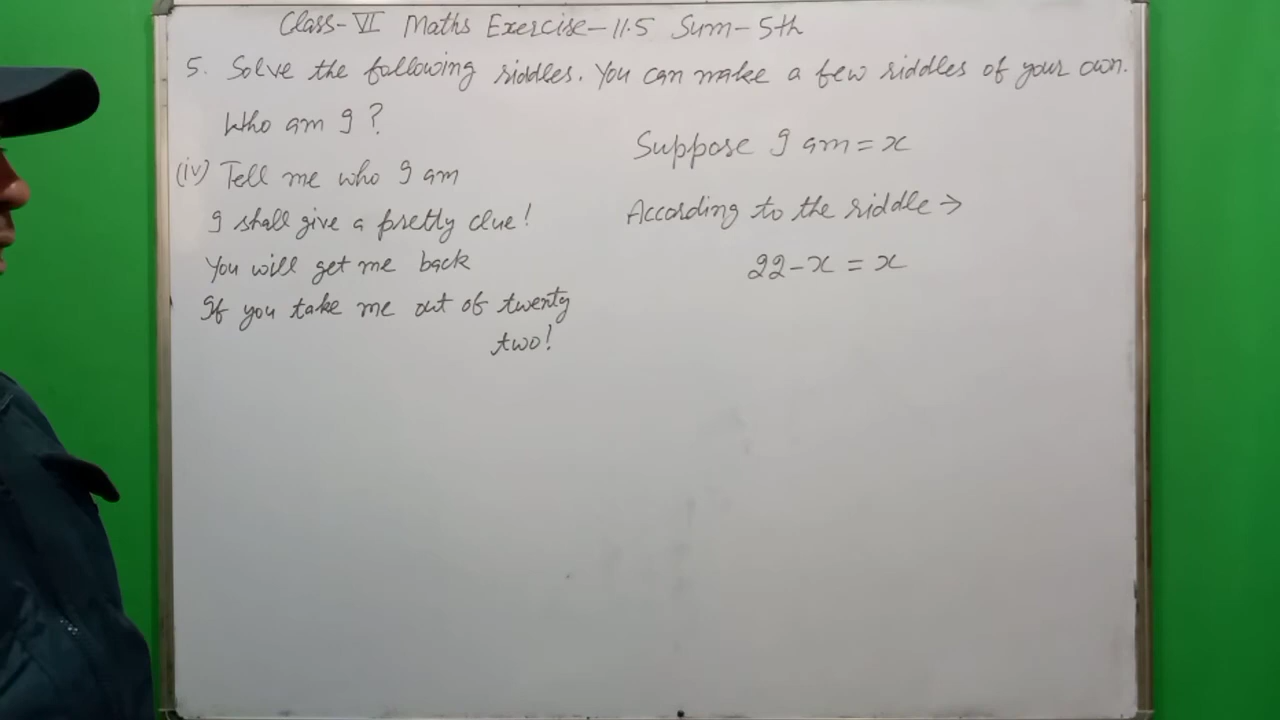 Class-VI Maths Exercise-11.5 Sum-5th
5. Solve the following riddles. You can make a few riddles of your own.
Who am I?
(iv) Tell me who I am
I shall give a pretty clue!
You will get me back
If you take me out of twenty
two!
Suppose I am = x
According to the riddle →
22-x = x